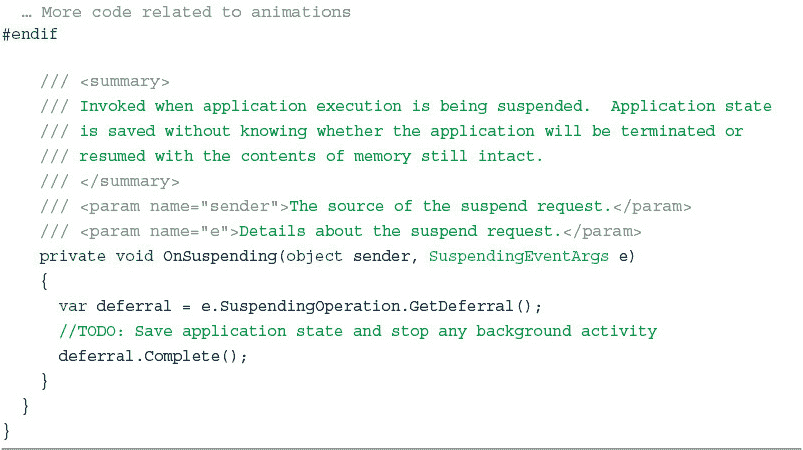 … More code related to animations
#endif
/// <summary>
/// Invoked when application execution is being suspended.  Application state
/// is saved without knowing whether the application will be terminated or
/// resumed with the contents of memory still intact.
/// </summary>
/// <param name="sender">The source of the suspend request.</param>
/// <param name="e">Details about the suspend request.</param>
private void OnSuspending(object sender, SuspendingEventArgs e)
{
var deferral = e.SuspendingOperation.GetDeferral();
//TODO: Save application state and stop any background activity
deferral.Complete();
}
}
}